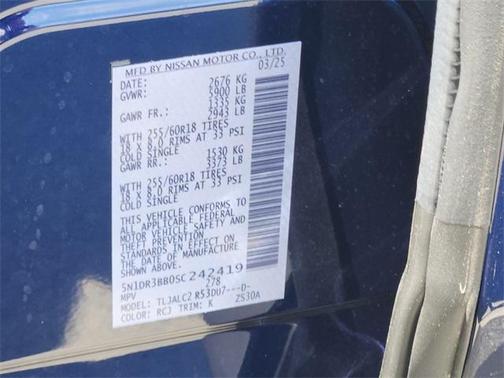 MFD BY NISSAN MOTOR CO., LTD.
DATE: 03/25
GVWR: 2676 KG
5900 LB
GAWR FR.: 1335 KG
2943 LB
WITH 255/60R18 TIRES
18 x 8.0 RIMS AT 33 PSI
COLD SINGLE
GAWR RR.: 1530 KG
3373 LB
WITH 255/60R18 TIRES
18 x 8.0 RIMS AT 33 PSI
COLD SINGLE
THIS VEHICLE CONFORMS TO
ALL APPLICABLE FEDERAL
MOTOR VEHICLE SAFETY AND
THEFT PREVENTION
STANDARDS IN EFFECT ON
THE DATE OF MANUFACTURE
5N1DR3BB0SC242419
MPV 278
MODEL: TLJALC2 R53DU7---D-
COLOR: RCJ TRIM: K ZS30A